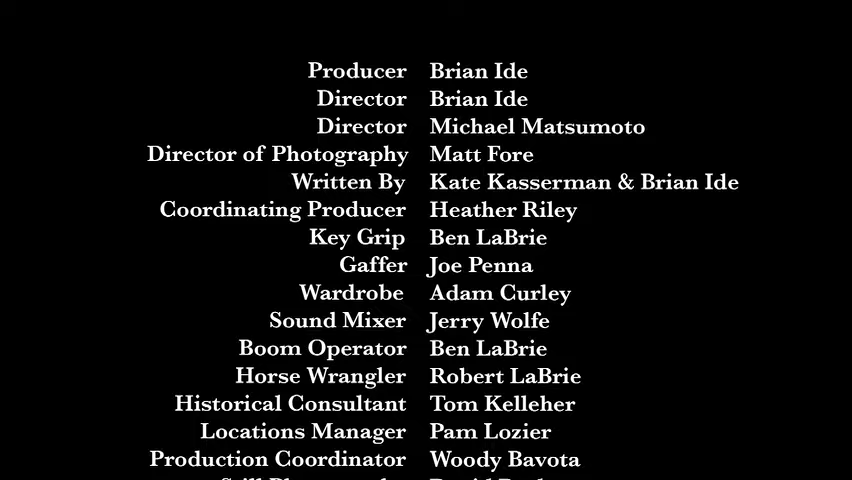 Producer Brian Ide
Director Brian Ide
Director Michael Matsumoto
Director of Photography Matt Fore
Written By Kate Kasserman & Brian Ide
Coordinating Producer Heather Riley
Key Grip Ben LaBrie
Gaffer Joe Penna
Wardrobe Adam Curley
Sound Mixer Jerry Wolfe
Boom Operator Ben LaBrie
Horse Wrangler Robert LaBrie
Historical Consultant Tom Kelleher
Locations Manager Pam Lozier
Production Coordinator Woody Bavota